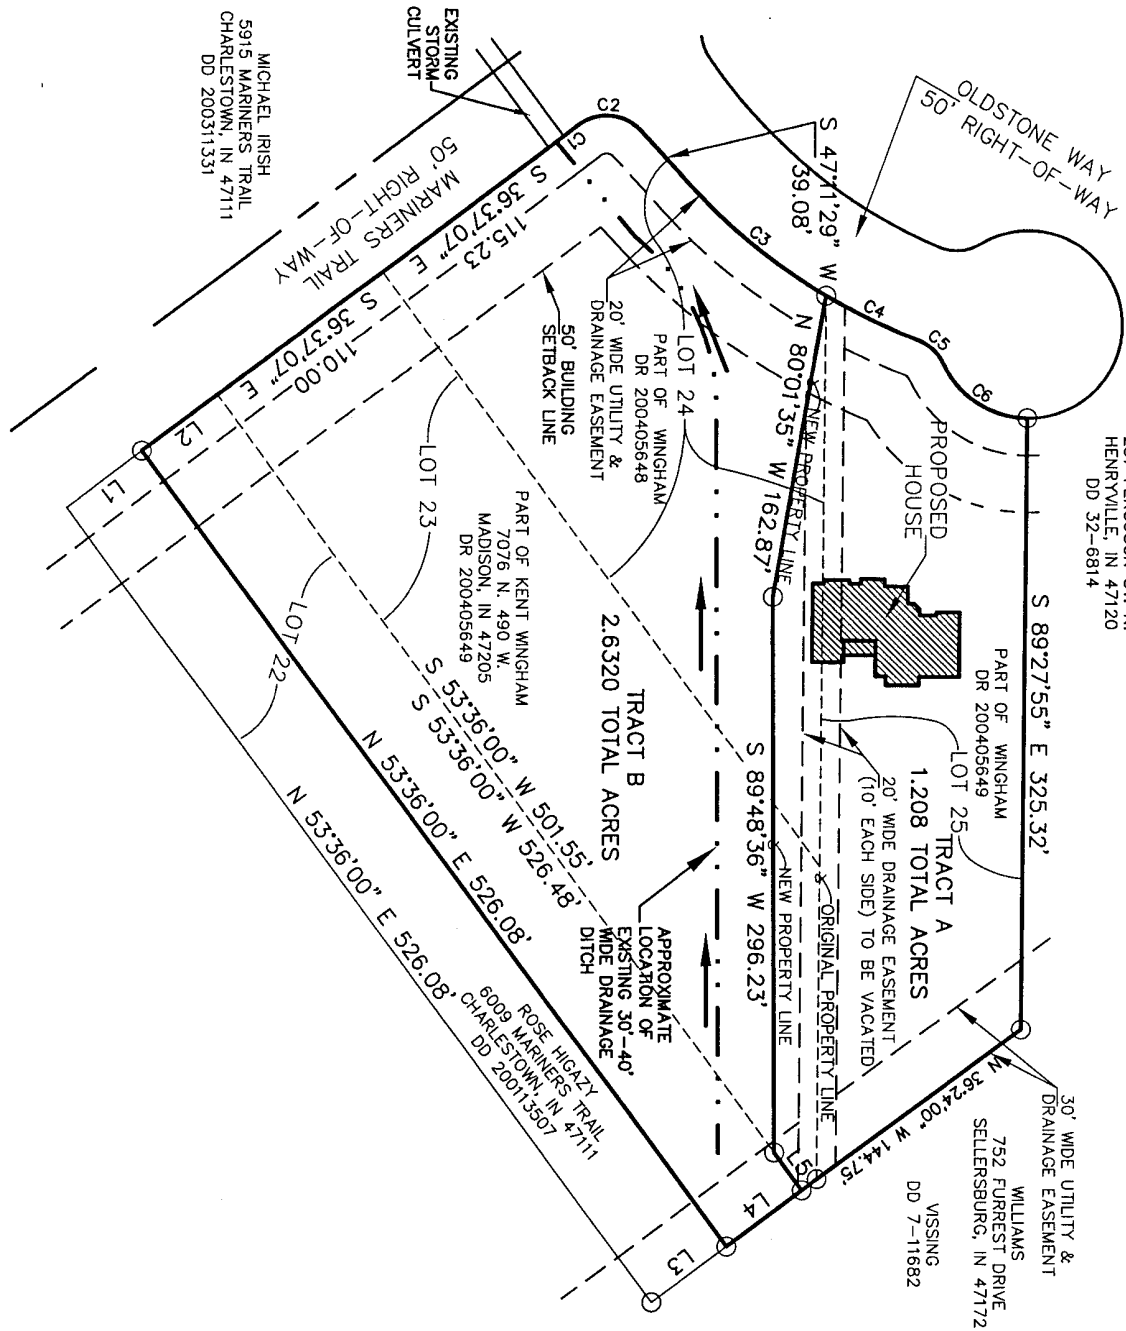 OLDSTONE WAY
50' RIGHT-OF-WAY
HENRYVILLE, IN 47120
DD 32-6814
EXISTING
STORM
CULVERT
MICHAEL IRISH
5915 MARINERS TRAIL
CHARLESTOWN, IN 47111
DD 200311331
MARINERS TRAIL
50' RIGHT-OF-WAY
C1
C2
C3
C4
C5
C6
S 47°11'29" W
39.08'
S 36°37'07" E
115.23
S 36°37'07" E
110.00
L2
L1
20' WIDE UTILITY &
DRAINAGE EASEMENT
50' BUILDING
SETBACK LINE
LOT 24
PART OF WINGHAM
DR 200405648
N 80°01'35" W 162.87'
NEW PROPERTY LINE
PROPOSED
HOUSE
S 89°27'55" E 325.32'
PART OF WINGHAM
DR 200405649
LOT 25
TRACT A
1.208 TOTAL ACRES
20' WIDE DRAINAGE EASEMENT
(10' EACH SIDE) TO BE VACATED
ORIGINAL PROPERTY LINE
NEW PROPERTY LINE
S 89°48'36" W 296.23'
TRACT B
2.6320 TOTAL ACRES
LOT 23
PART OF KENT WINGHAM
7076 N. 490 W.
MADISON, IN 47205
DR 200405649
LOT 22
S 53°36'00" W 501.55'
S 53°36'00" W 526.48'
N 53°36'00" E 526.08'
N 53°36'00" E 526.08'
APPROXIMATE
LOCATION OF
EXISTING 30'-40'
WIDE DRAINAGE
DITCH
ROSE HIGAZY
6009 MARINERS TRAIL
CHARLESTOWN, IN 47111
DD 200113507
N 36°24'00" W 144.75'
L5
L4
L3
30' WIDE UTILITY &
DRAINAGE EASEMENT
WILLIAMS
752 FURREST DRIVE
SELLERSBURG, IN 47172
VISSING
DD 7-11682